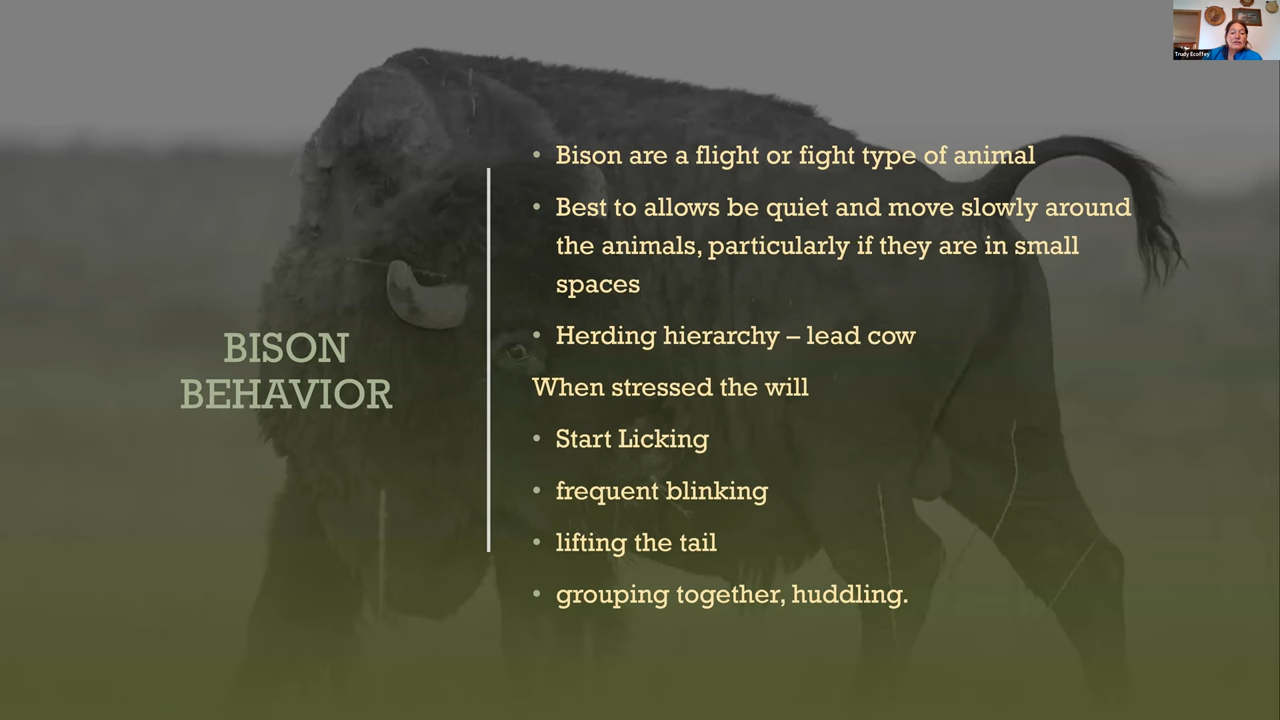 Trudy Ecoffey
BISON
BEHAVIOR
• Bison are a flight or fight type of animal
• Best to allows be quiet and move slowly around
the animals, particularly if they are in small
spaces
• Herding hierarchy – lead cow
When stressed the will
• Start Licking
• frequent blinking
• lifting the tail
• grouping together, huddling.